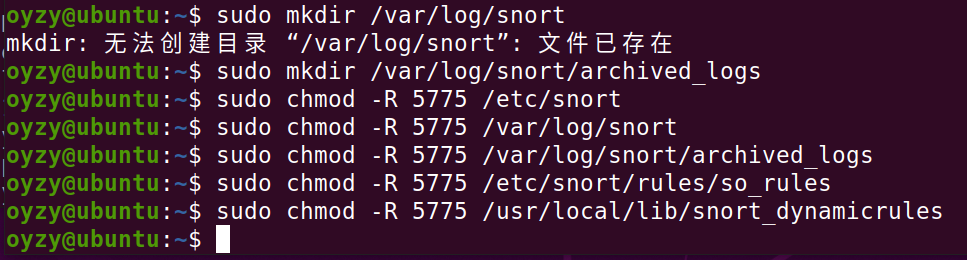 oyzy@ubuntu:~$ sudo mkdir /var/log/snort
mkdir: 无法创建目录 “/var/log/snort”: 文件已存在
oyzy@ubuntu:~$ sudo mkdir /var/log/snort/archived_logs
oyzy@ubuntu:~$ sudo chmod -R 5775 /etc/snort
oyzy@ubuntu:~$ sudo chmod -R 5775 /var/log/snort
oyzy@ubuntu:~$ sudo chmod -R 5775 /var/log/snort/archived_logs
oyzy@ubuntu:~$ sudo chmod -R 5775 /etc/snort/rules/so_rules
oyzy@ubuntu:~$ sudo chmod -R 5775 /usr/local/lib/snort_dynamicrules
oyzy@ubuntu:~$